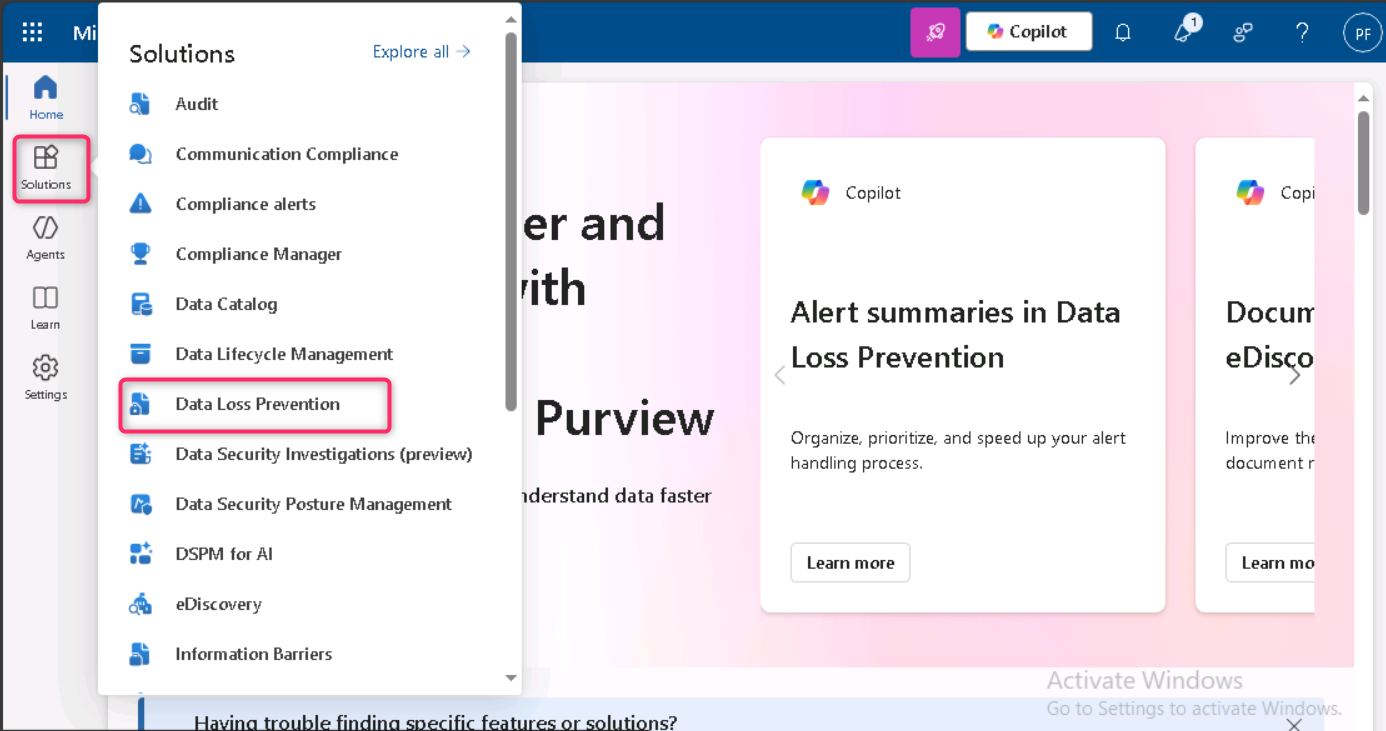 Mi
Copilot
1
PF
Home
Solutions
Agents
Learn
Settings
Solutions
Explore all
Audit
Communication Compliance
Compliance alerts
Compliance Manager
Data Catalog
Data Lifecycle Management
Data Loss Prevention
Data Security Investigations (preview)
Data Security Posture Management
DSPM for AI
eDiscovery
Information Barriers
er and
with
Purview
nderstand data faster
Copilot
Alert summaries in Data
Loss Prevention
Organize, prioritize, and speed up your alert
handling process.
Learn more
Copi
Docum
eDisco
Improve the
document r
Learn mo
Having trouble finding specific features or solutions?
Activate Windows
Go to Settings to activate Windows.